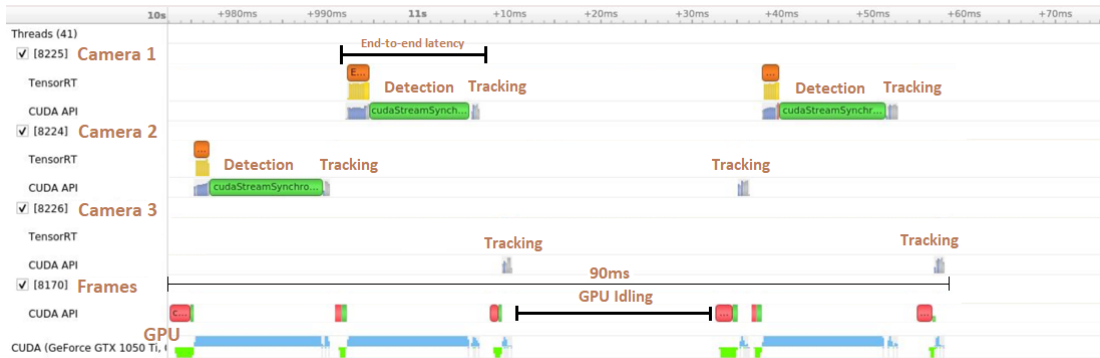 10s +980ms +990ms 11s +10ms +20ms +30ms +40ms +50ms +60ms +70ms
Threads (41)
End-to-end latency
[8225] Camera 1
E... ...
TensorRT Detection Tracking Detection Tracking
CUDA API cudaStreamSynch... cudaStreamSynchr...
[8224] Camera 2
...
TensorRT Detection Tracking Tracking
CUDA API cudaStreamSynchro...
[8226] Camera 3
TensorRT
Tracking Tracking
CUDA API
90ms
[8170] Frames
GPU Idling
CUDA API c... ... ...
GPU
CUDA (GeForce GTX 1050 Ti,